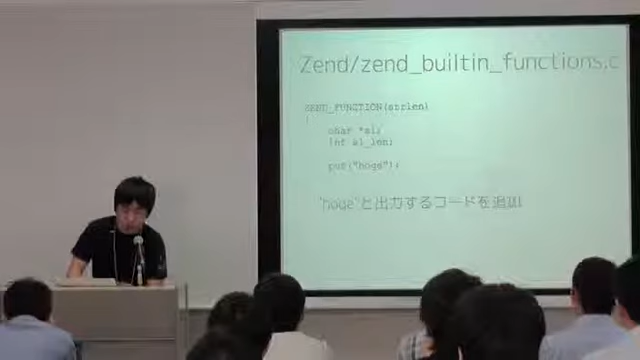 Zend/zend_builtin_functions.c
ZEND_FUNCTION(strlen)
{
char *s1;
int s1_len;
put("hoge");
"hoge"と出力するコードを追加